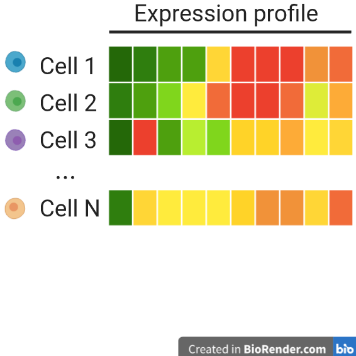 Expression profile
Cell 1
Cell 2
Cell 3
...
Cell N
Created in BioRender.com bio